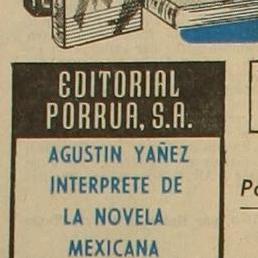 EDITORIAL
PORRUA, S.A.
AGUSTIN YAÑEZ
INTERPRETE DE
LA NOVELA
MEXICANA